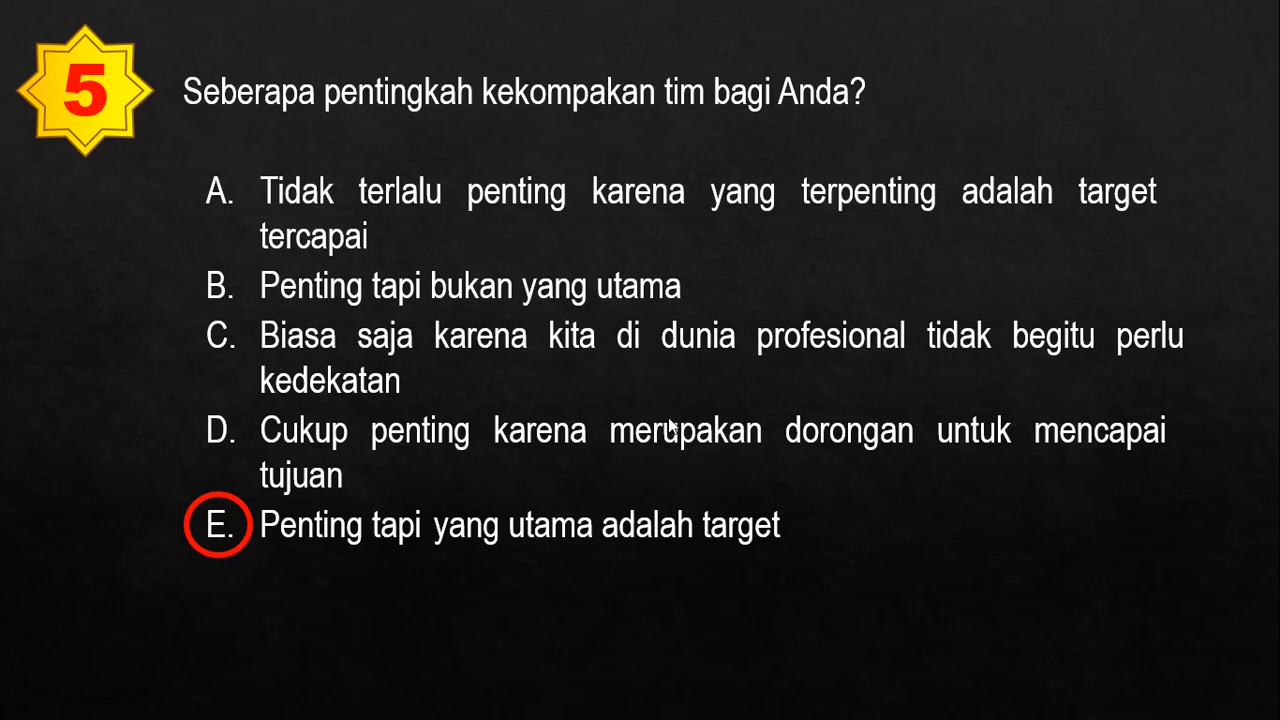 5
Seberapa pentingkah kekompakan tim bagi Anda?
A. Tidak terlalu penting karena yang terpenting adalah target
tercapai
B. Penting tapi bukan yang utama
C. Biasa saja karena kita di dunia profesional tidak begitu perlu
kedekatan
D. Cukup penting karena merupakan dorongan untuk mencapai
tujuan
E. Penting tapi yang utama adalah target